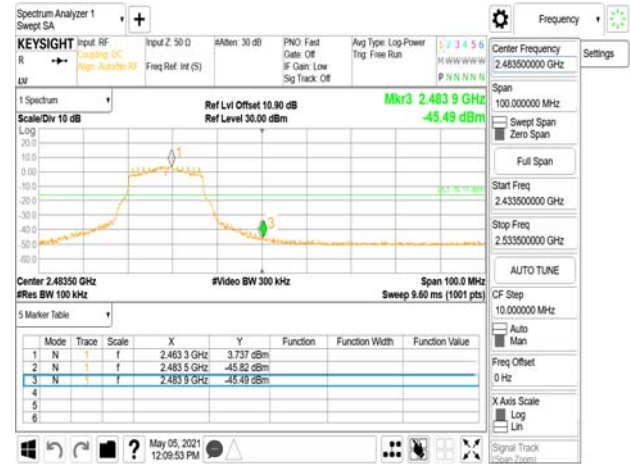 Spectrum Analyzer 1
Swept SA
Frequency
KEYSIGHT
R
Input: RF
Coupling: DC
Align: Auto/No RF
Input Z: 50 Ω
Freq Ref: Int (S)
#Atten: 30 dB
PNO: Fast
Gate: Off
IF Gain: Low
Sig Track: Off
Avg Type: Log-Power
Trig: Free Run
1 2 3 4 5 6
M W W W W W
P N N N N N
1 Spectrum
Scale/Div 10 dB
Ref Lvl Offset 10.90 dB
Ref Level 30.00 dBm
Mkr3 2.483 9 GHz
-45.49 dBm
Log
20.0
10.0
0.00
-10.0
-20.0
-30.0
-40.0
-50.0
-60.0
1
3
Center 2.48350 GHz
#Res BW 100 kHz
#Video BW 300 kHz
Span 100.0 MHz
Sweep 9.60 ms (1001 pts)
5 Marker Table
Mode Trace Scale X Y Function Function Width Function Value
1 N 1 f 2.463 3 GHz 3.737 dBm
2 N 1 f 2.483 5 GHz -45.82 dBm
3 N 1 f 2.483 9 GHz -45.49 dBm
4
5
6
May 05, 2021
12:09:53 PM
Center Frequency
2.483500000 GHz
Settings
Span
100.000000 MHz
Swept Span
Zero Span
Full Span
Start Freq
2.433500000 GHz
Stop Freq
2.533500000 GHz
AUTO TUNE
CF Step
10.000000 MHz
Auto
Man
Freq Offset
0 Hz
X Axis Scale
Log
Lin
Signal Track
(Span Zoom)